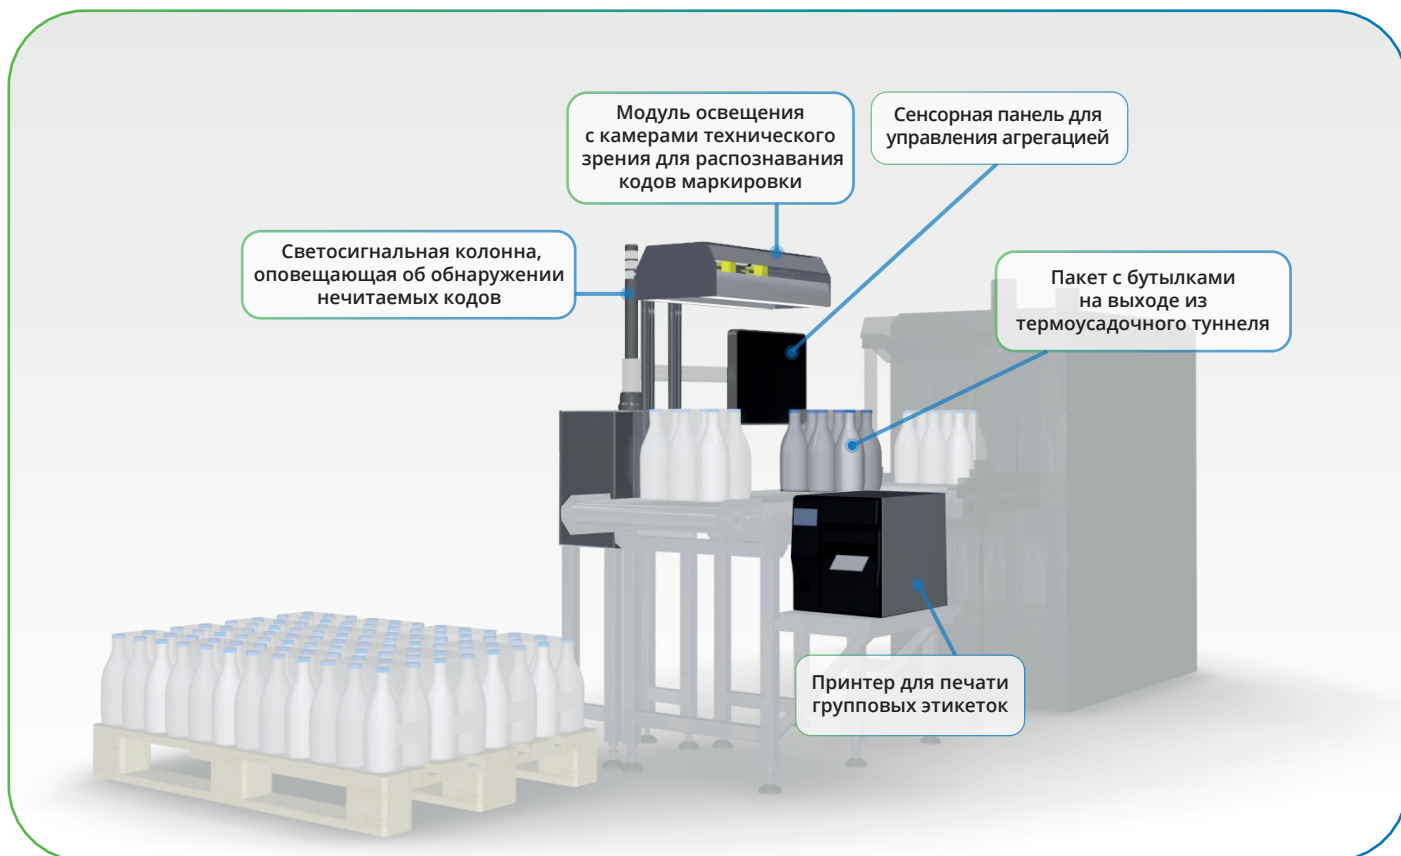 Модуль освещения
с камерами технического
зрения для распознавания
кодов маркировки
Сенсорная панель для
управления агрегацией
Светосигнальная колонна,
оповещающая об обнаружении
нечитаемых кодов
Пакет с бутылками
на выходе из
термоусадочного туннеля
Принтер для печати
групповых этикеток